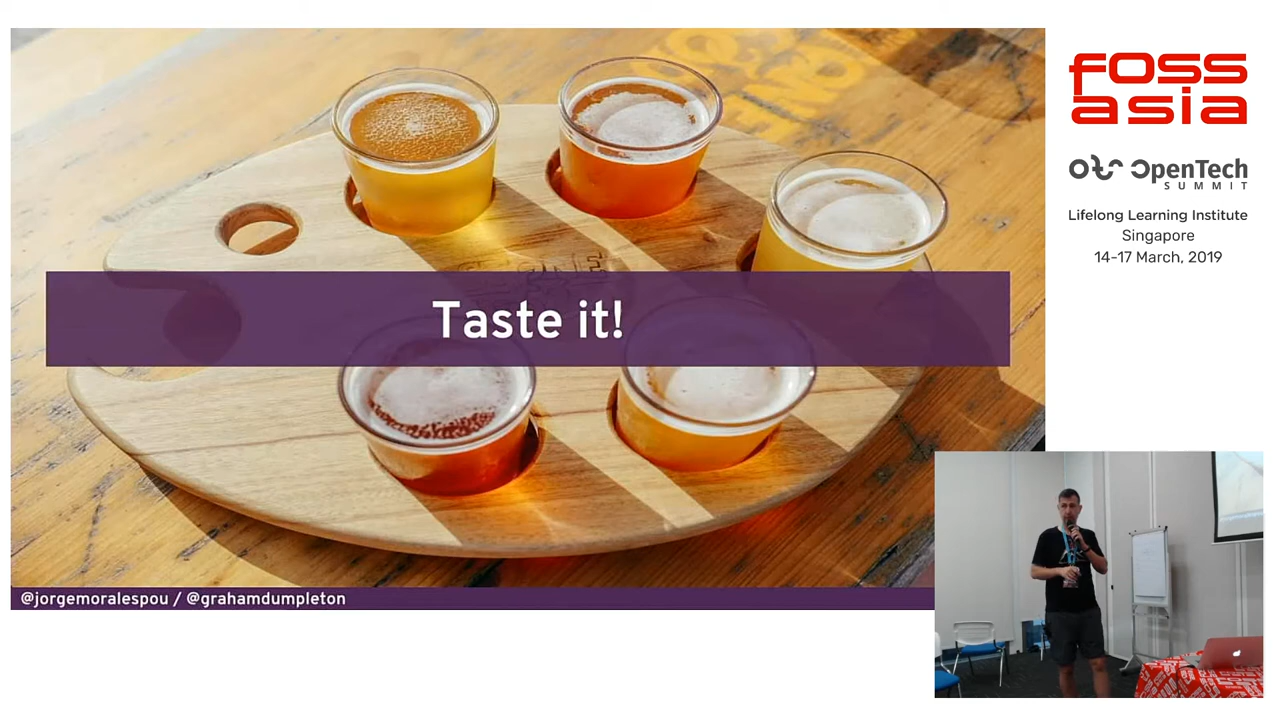 Taste it!
@jorgemoralespou / @grahamdumpleton
fOSS
asia
OpenTech
SUMMIT
Lifelong Learning Institute
Singapore
14-17 March, 2019